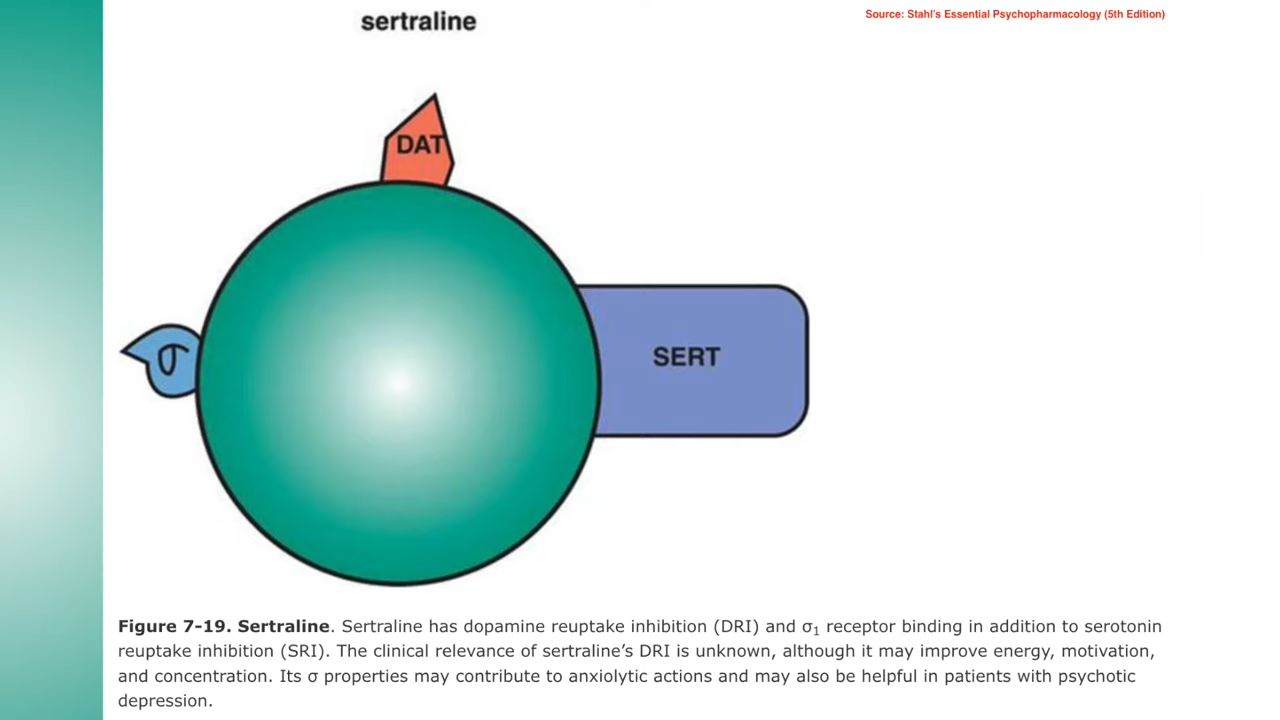 sertraline
Source: Stahl's Essential Psychopharmacology (5th Edition)
DAT
σ
SERT
Figure 7-19. Sertraline. Sertraline has dopamine reuptake inhibition (DRI) and σ₁ receptor binding in addition to serotonin
reuptake inhibition (SRI). The clinical relevance of sertraline’s DRI is unknown, although it may improve energy, motivation,
and concentration. Its σ properties may contribute to anxiolytic actions and may also be helpful in patients with psychotic
depression.